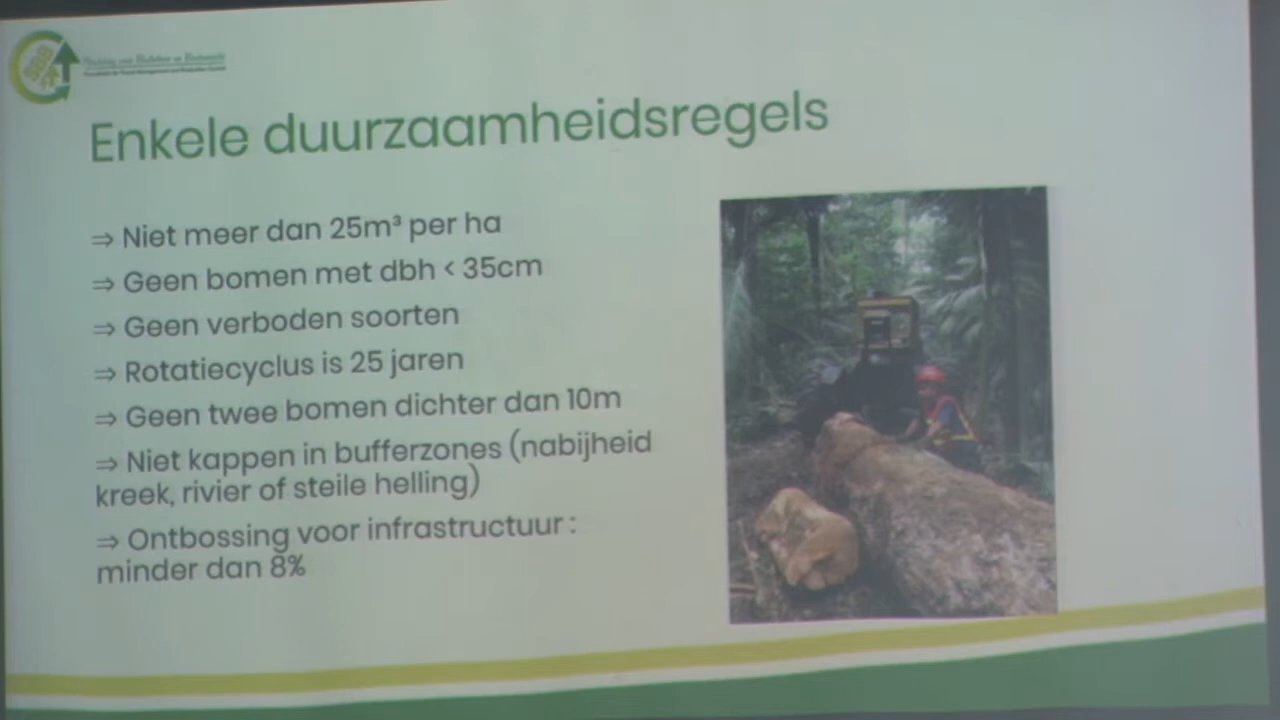 Enkele duurzaamheidsregels
⇒ Niet meer dan 25m³ per ha
⇒ Geen bomen met dbh < 35cm
⇒ Geen verboden soorten
⇒ Rotatiecyclus is 25 jaren
⇒ Geen twee bomen dichter dan 10m
⇒ Niet kappen in bufferzones (nabijheid
kreek, rivier of steile helling)
⇒ Ontbossing voor infrastructuur :
minder dan 8%